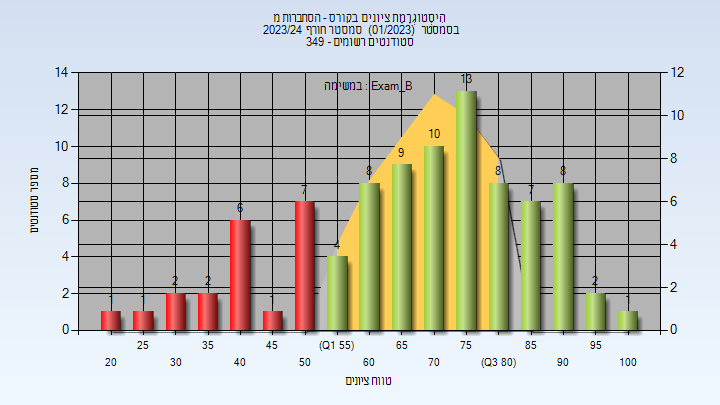 היסטוגרמת ציונים בקורס - הסתברות מ
בסמסטר (01/2023) סמסטר חורף 2023/24
סטודנטים רשומים - 349
במשימה : Exam_B
מספר סטודנטים
14 12 10 8 6 4 2 0
12 10 8 6 4 2 0
1 1 2 2 6 1 7 4 8 9 10 13 8 7 8 2 1
25 35 45 (Q1 55) 65 75 85 95
20 30 40 50 60 70 (Q3 80) 90 100
טווח ציונים